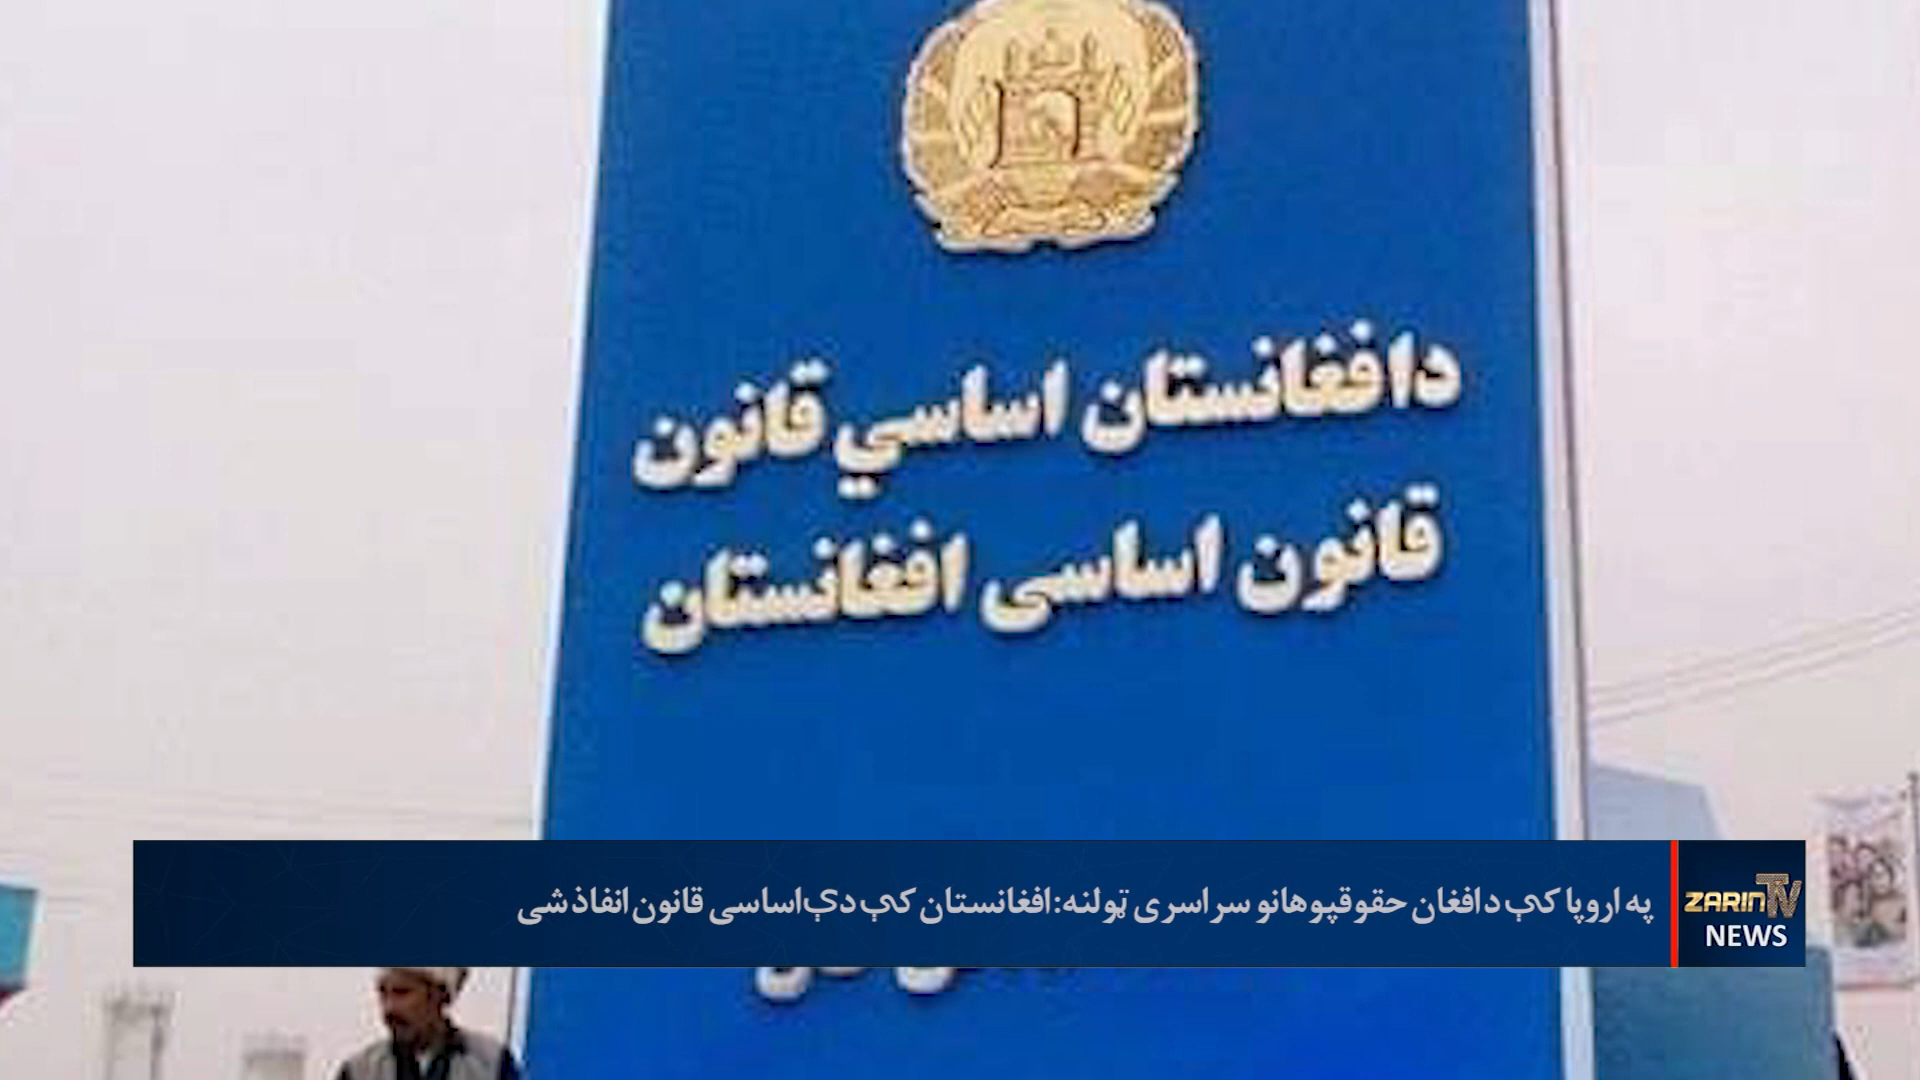 دافغانستان اساسي قانون
قانون اساسی افغانستان
په اروپا کې د افغان حقوقپوهانو سراسری ټولنه: افغانستان کې دې اساسی قانون انفاذ شی
ZARIN TV
NEWS